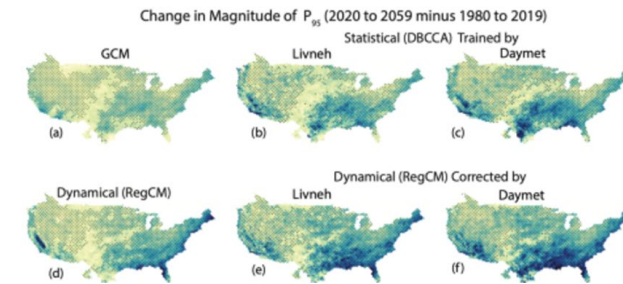 Change in Magnitude of P95 (2020 to 2059 minus 1980 to 2019)
Statistical (DBCCA) Trained by
GCM Livneh Daymet
(a) (b) (c)
Dynamical (RegCM) Corrected by
Dynamical (RegCM) Livneh Daymet
(d) (e) (f)